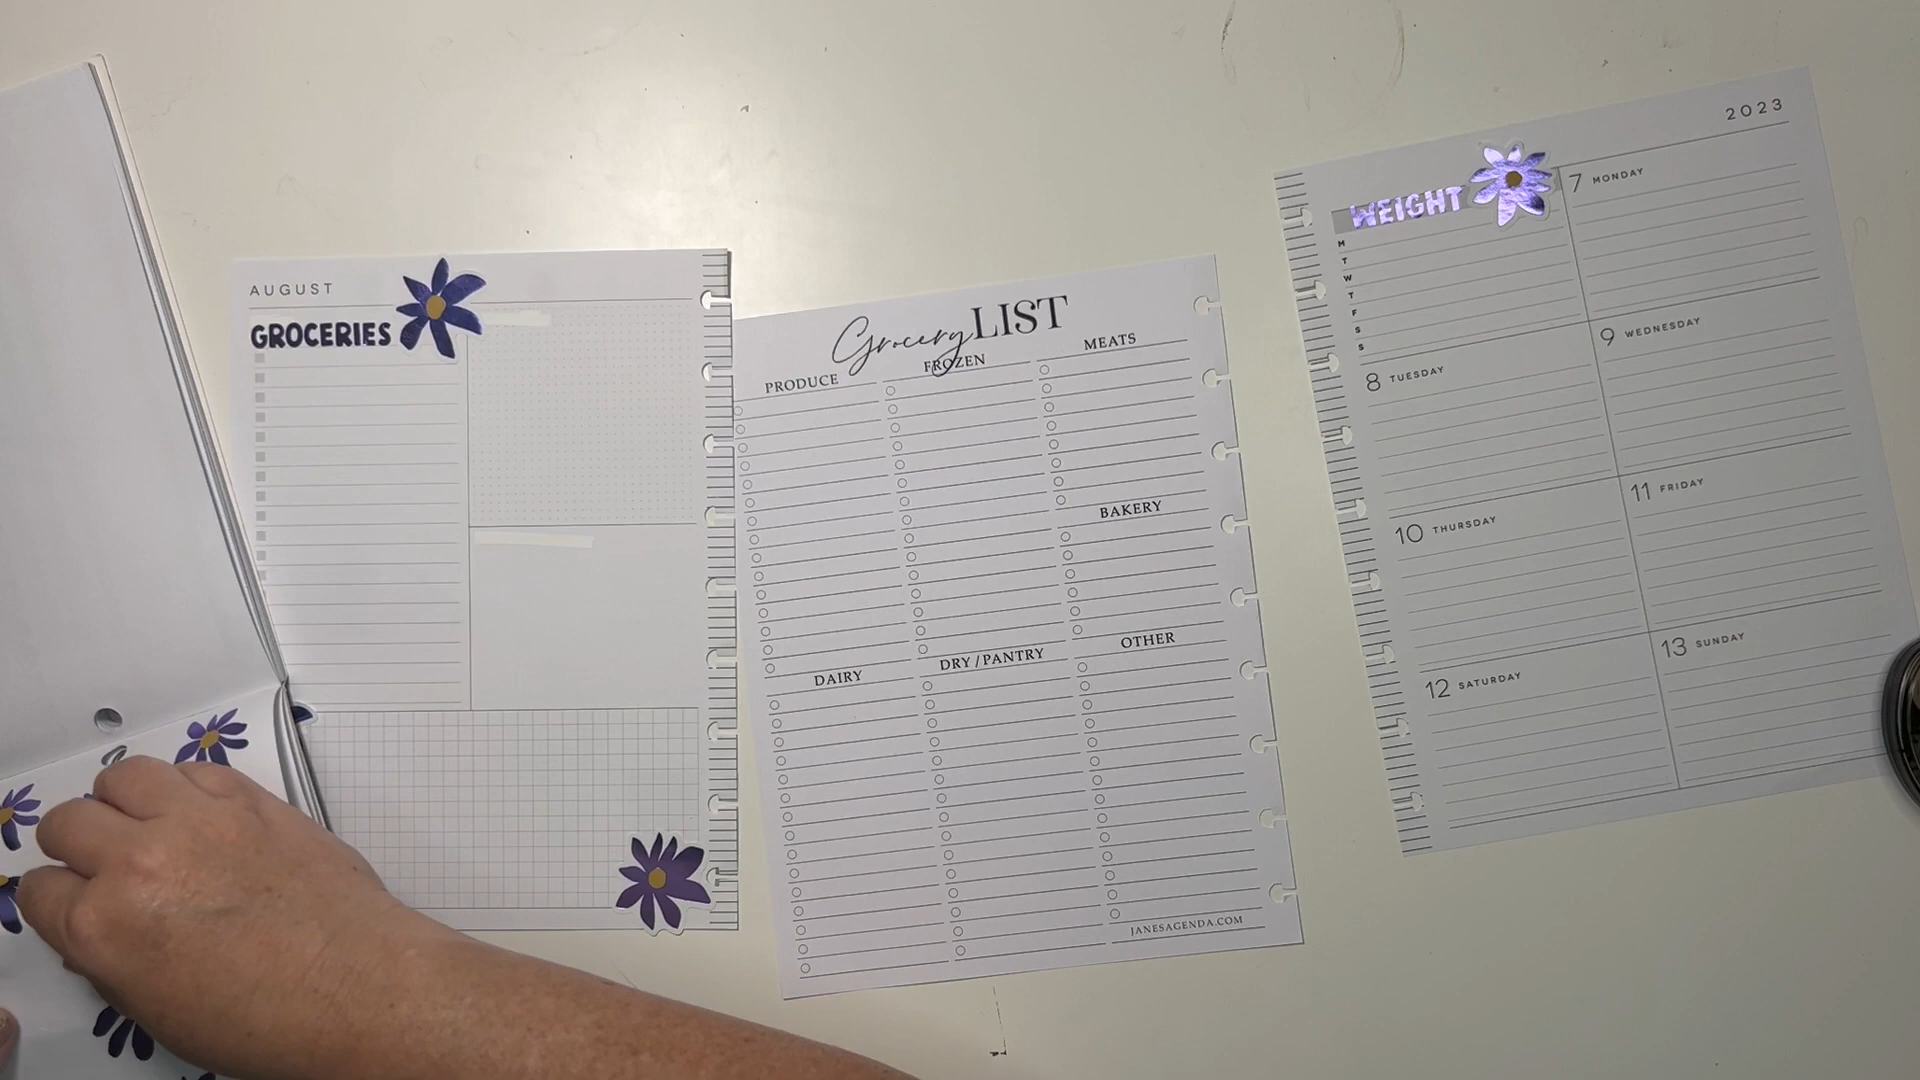 AUGUST
GROCERIES
Grocery LIST
PRODUCE
FROZEN
MEATS
BAKERY
DAIRY
DRY / PANTRY
OTHER
JANESAGENDA.COM
2023
WEIGHT
M
T
W
T
F
S
S
7 MONDAY
8 TUESDAY
9 WEDNESDAY
10 THURSDAY
11 FRIDAY
12 SATURDAY
13 SUNDAY